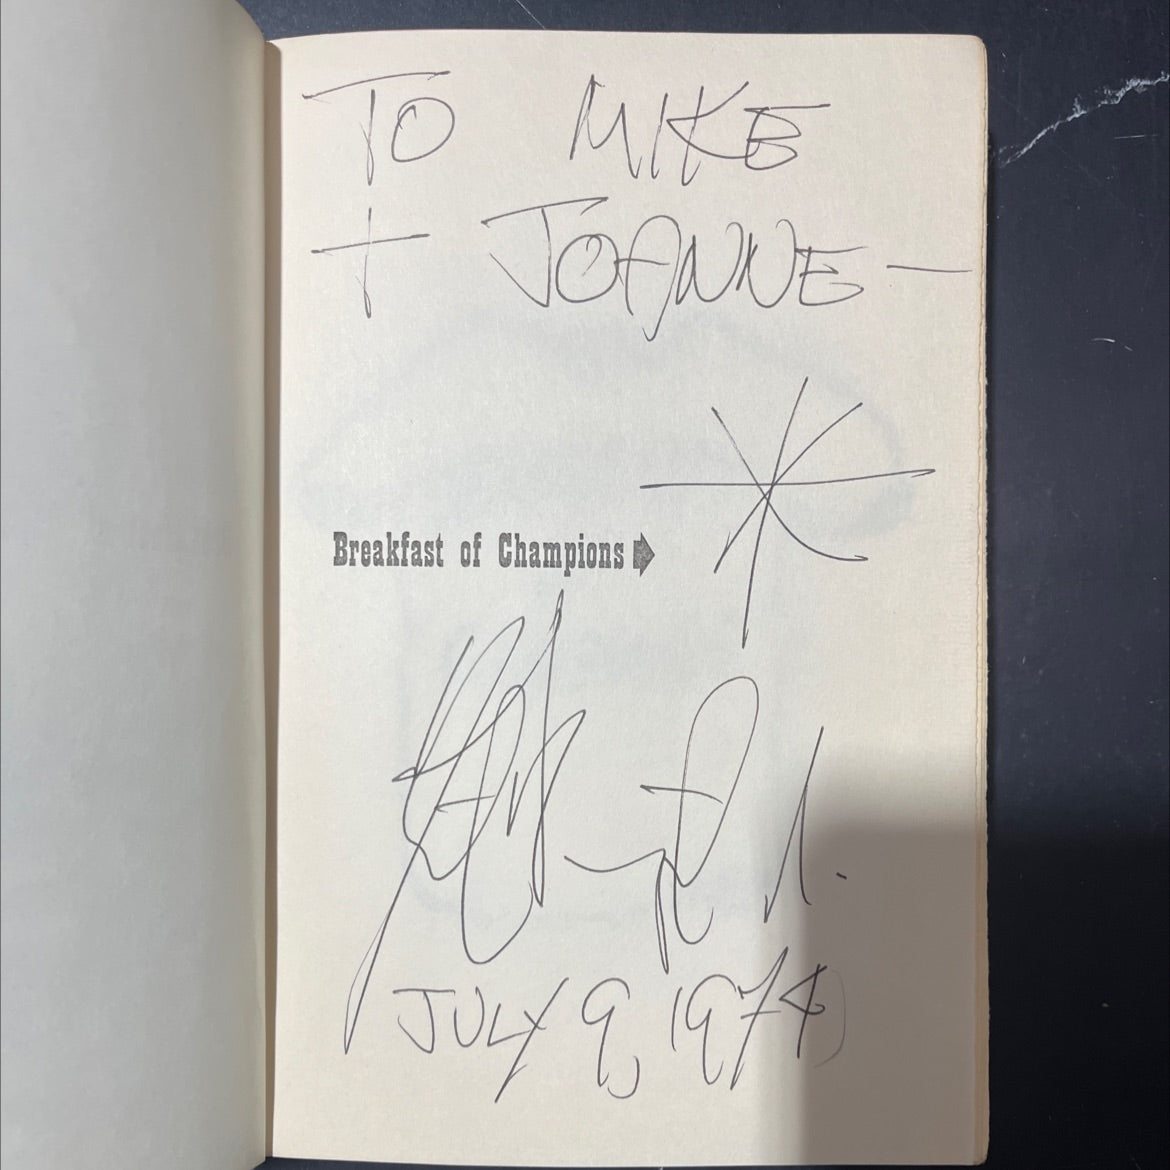 TO MIKE
+ JOANNE —
Breakfast of Champions
JULY 9, 1974